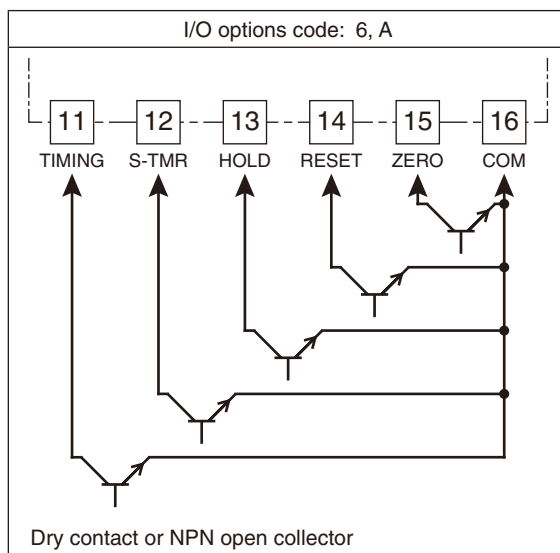 I/O options code: 6, A
11 12 13 14 15 16
TIMING S-TMR HOLD RESET ZERO COM
Dry contact or NPN open collector